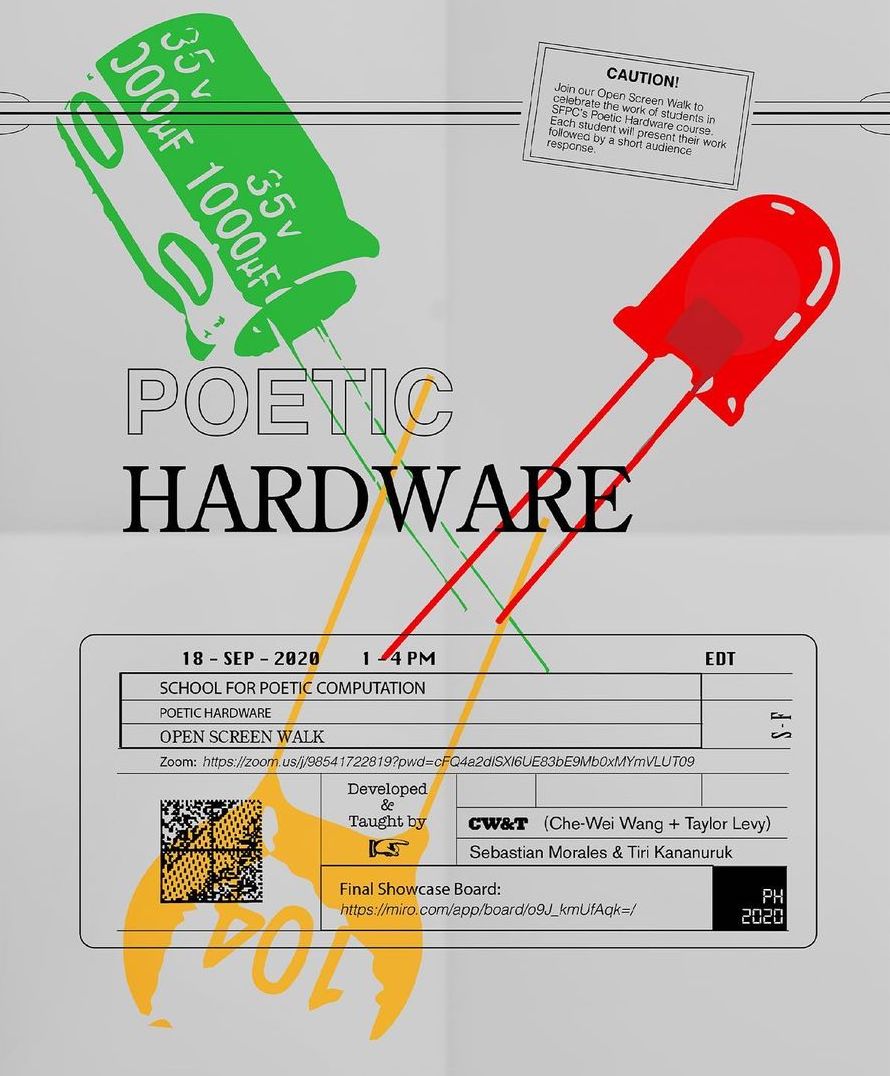 35 v
1000µF
35 v
1000µF
CAUTION!
Join our Open Screen Walk to
celebrate the work of students in
SFPC's Poetic Hardware course.
Each student will present their work
followed by a short audience
response.
POETIC
HARDWARE
18 - SEP - 2020 1 - 4 PM EDT
SCHOOL FOR POETIC COMPUTATION
POETIC HARDWARE
OPEN SCREEN WALK
S-F
Zoom: https://zoom.us/j/98541722819?pwd=cFQ4a2dlSXl6UE83bE9Mb0xMYmVLUT09
Developed
&
Taught by
CW&T (Che-Wei Wang + Taylor Levy)
Sebastian Morales & Tiri Kananuruk
Final Showcase Board:
https://miro.com/app/board/o9J_kmUfAqk=/
PH
2020
104